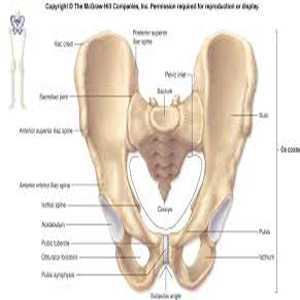 Copyright © The McGraw-Hill Companies, Inc. Permission required for reproduction or display.
Posterior superior
iliac spine
Iliac crest
Pelvic inlet
Sacrum
Sacroiliac joint
Ilium
Anterior superior iliac spine
Os coxae
Anterior inferior iliac spine
Ischial spine
Coccyx
Acetabulum
Pubis
Pubic tubercle
Obturator foramen
Ischium
Pubic symphysis
Subpubic angle